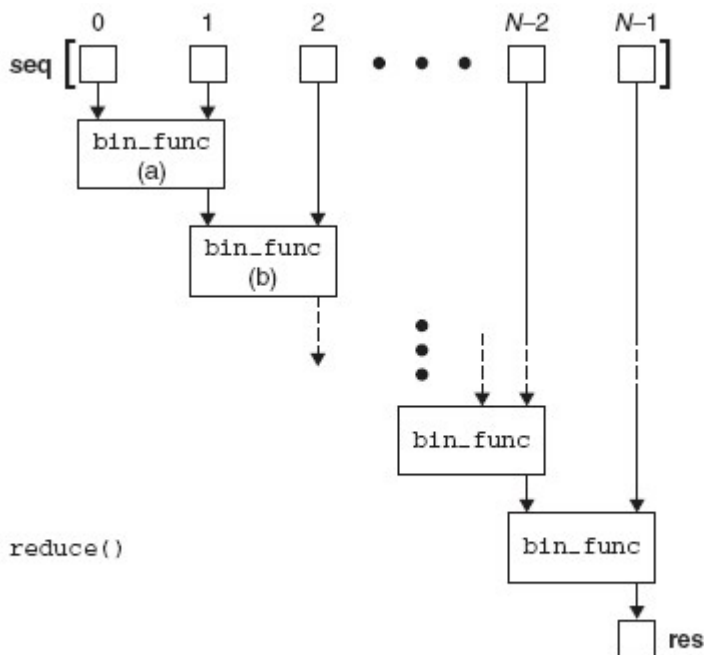 0 1 2 N–2 N–1
seq [ ]
bin_func
(a)
bin_func
(b)
bin_func
reduce() bin_func
res